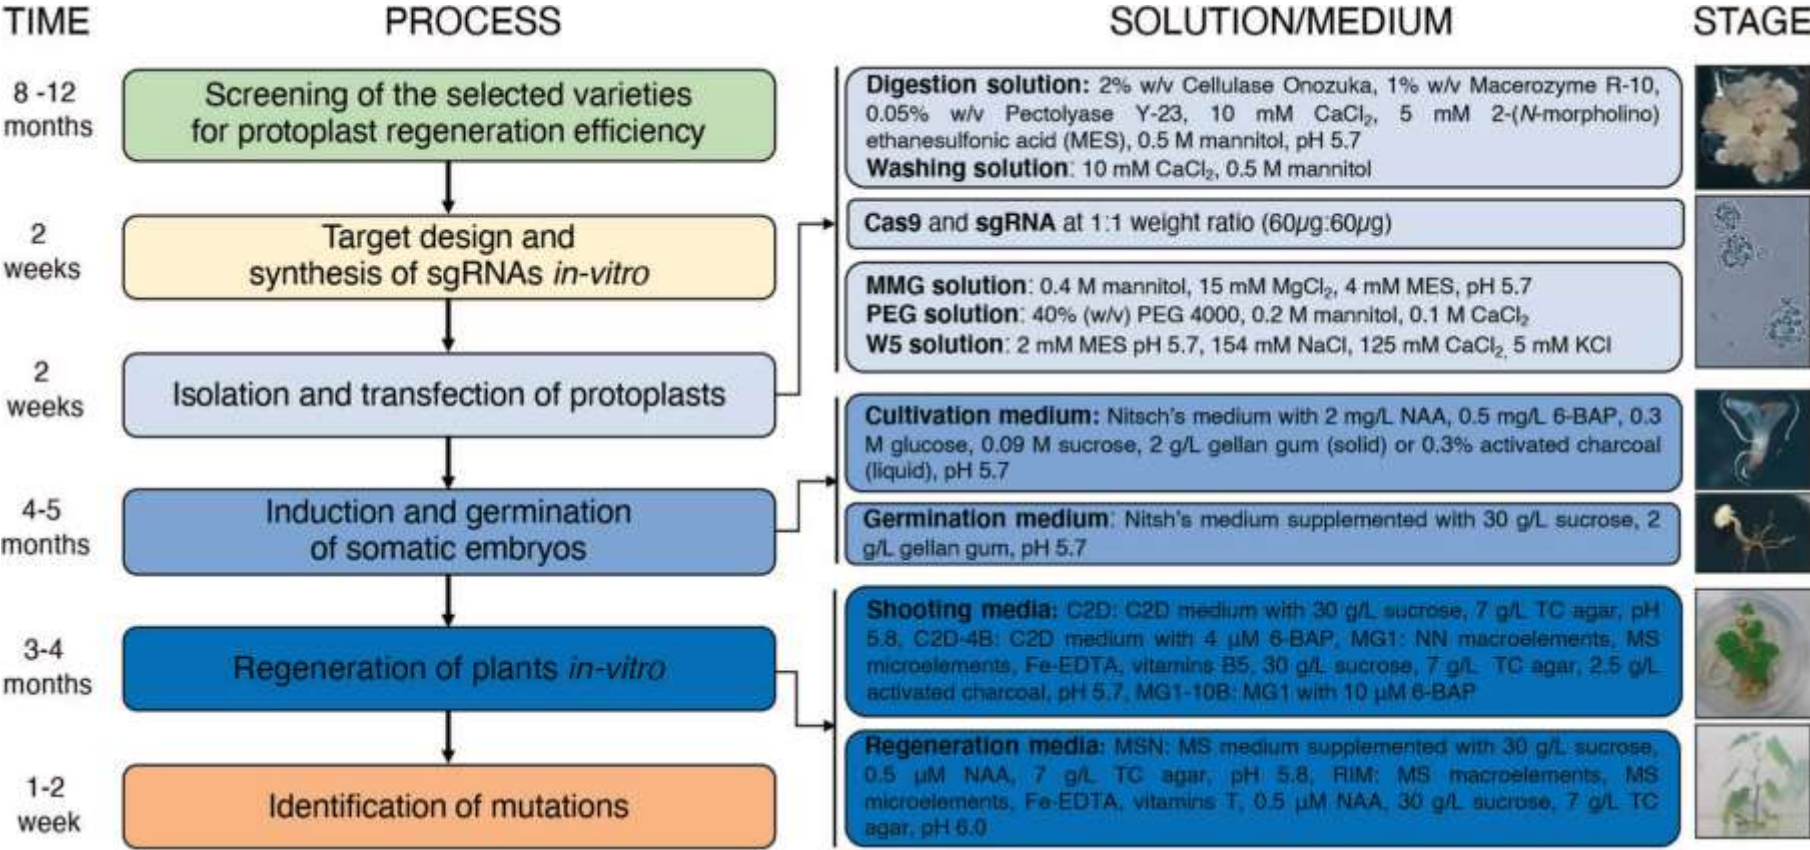 TIME
PROCESS
SOLUTION/MEDIUM
STAGE
8 -12
months
Screening of the selected varieties
for protoplast regeneration efficiency
2
weeks
Target design and
synthesis of sgRNAs in-vitro
2
weeks
Isolation and transfection of protoplasts
4-5
months
Induction and germination
of somatic embryos
3-4
months
Regeneration of plants in-vitro
1-2
week
Identification of mutations
Digestion solution: 2% w/v Cellulase Onozuka, 1% w/v Macerozyme R-10,
0.05% w/v Pectolyase Y-23, 10 mM CaCl₂, 5 mM 2-(N-morpholino)
ethanesulfonic acid (MES), 0.5 M mannitol, pH 5.7
Washing solution: 10 mM CaCl₂, 0.5 M mannitol
Cas9 and sgRNA at 1:1 weight ratio (60µg:60µg)
MMG solution: 0.4 M mannitol, 15 mM MgCl₂, 4 mM MES, pH 5.7
PEG solution: 40% (w/v) PEG 4000, 0.2 M mannitol, 0.1 M CaCl₂
W5 solution: 2 mM MES pH 5.7, 154 mM NaCl, 125 mM CaCl₂, 5 mM KCl
Cultivation medium: Nitsch's medium with 2 mg/L NAA, 0.5 mg/L 6-BAP, 0.3
M glucose, 0.09 M sucrose, 2 g/L gellan gum (solid) or 0.3% activated charcoal
(liquid), pH 5.7
Germination medium: Nitsh's medium supplemented with 30 g/L sucrose, 2
g/L gellan gum, pH 5.7
Shooting media: C2D: C2D medium with 30 g/L sucrose, 7 g/L TC agar, pH
5.8, C2D-4B: C2D medium with 4 µM 6-BAP, MG1: NN macroelements, MS
microelements, Fe-EDTA, vitamins B5, 30 g/L sucrose, 7 g/L TC agar, 2.5 g/L
activated charcoal, pH 5.7, MG1-10B: MG1 with 10 µM 6-BAP
Regeneration media: MSN: MS medium supplemented with 30 g/L sucrose,
0.5 µM NAA, 7 g/L TC agar, pH 5.8, RIM: MS macroelements, MS
microelements, Fe-EDTA, vitamins T, 0.5 µM NAA, 30 g/L sucrose, 7 g/L TC
agar, pH 6.0